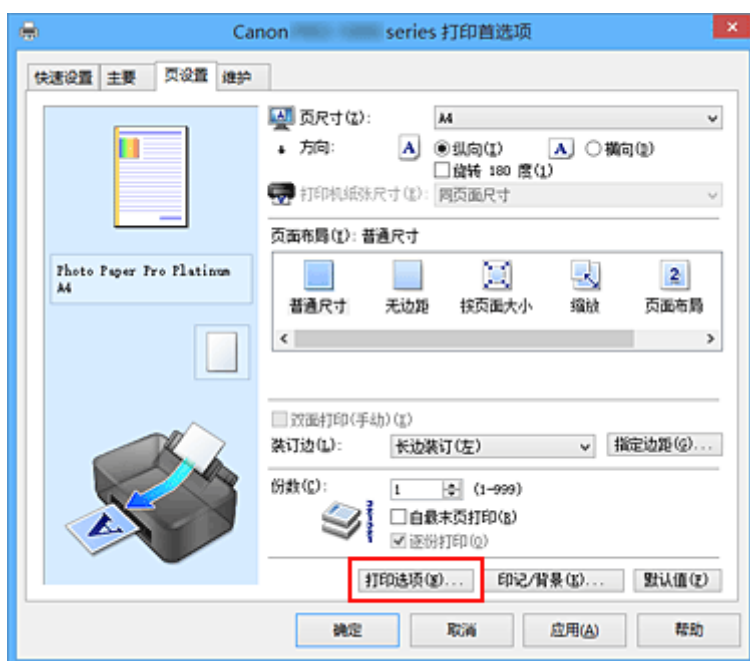 Canon series 打印首选项
快速设置 主要 页设置 维护
页尺寸(Z): A4
方向: A 纵向(I) A 横向(Q)
旋转 180 度(1)
打印机纸张尺寸(E): 同页面尺寸
页面布局(Y): 普通尺寸
普通尺寸 无边距 按页面大小 缩放 2 页面布局
Photo Paper Pro Platinum
A4
双面打印(手动)(X)
装订边(L): 长边装订(左) 指定边距(G)...
份数(C): 1 (1-999)
自最末页打印(B)
逐份打印(O)
打印选项(N)... 印记/背景(K)... 默认值(F)
确定 取消 应用(A) 帮助